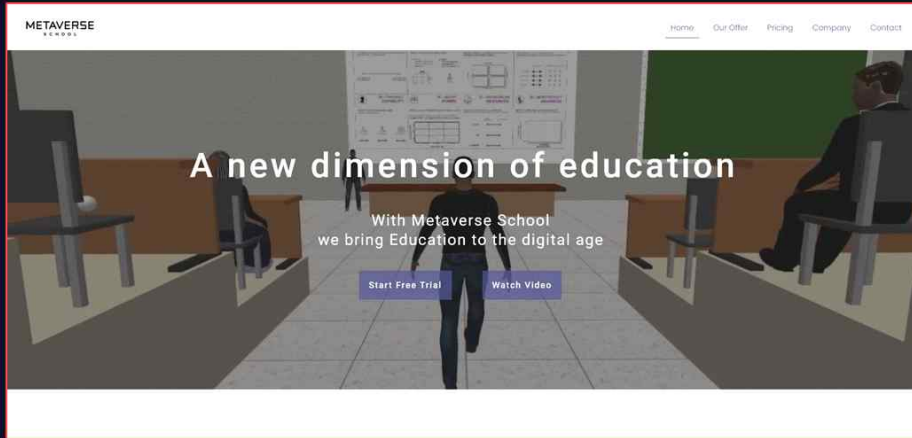 METAVERSE
SCHOOL
Home Our Offer Pricing Company Contact
A new dimension of education
With Metaverse School
we bring Education to the digital age
Start Free Trial Watch Video